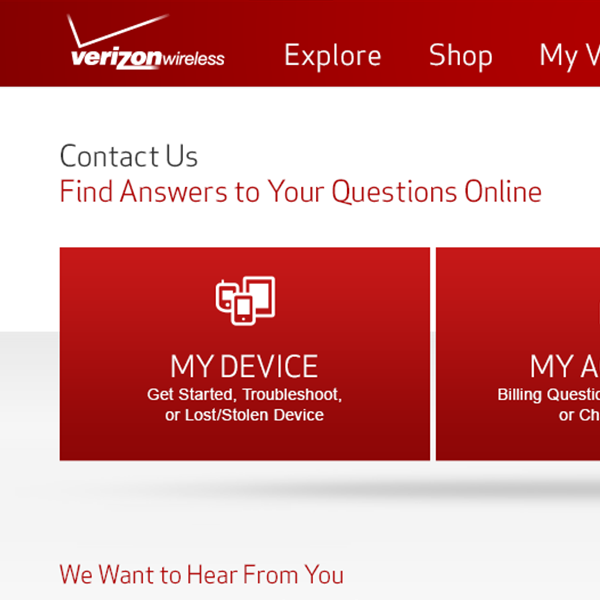 verizonwireless
Explore Shop My
Contact Us
Find Answers to Your Questions Online
MY DEVICE
Get Started, Troubleshoot,
or Lost/Stolen Device
MY A
Billing Questio
or Ch
We Want to Hear From You